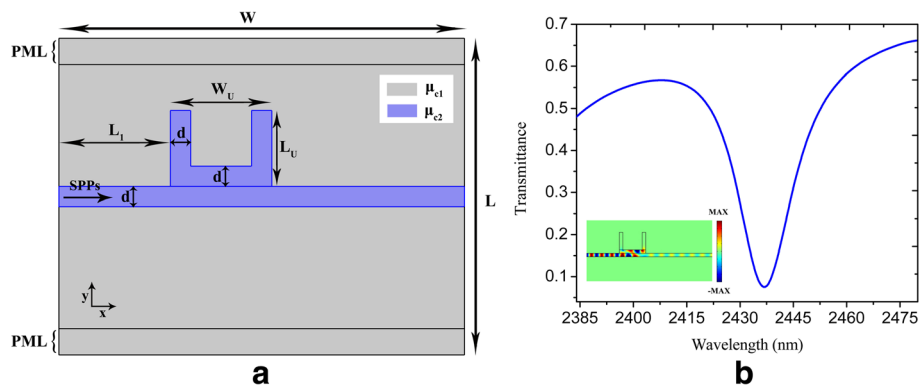 W
PML
μc1
μc2
WU
L1
d
LU
d
SPPs
d
L
y
x
PML
a
0.7
0.6
0.5
0.4
0.3
0.2
0.1
Transmittance
MAX
-MAX
2385 2400 2415 2430 2445 2460 2475
Wavelength (nm)
b